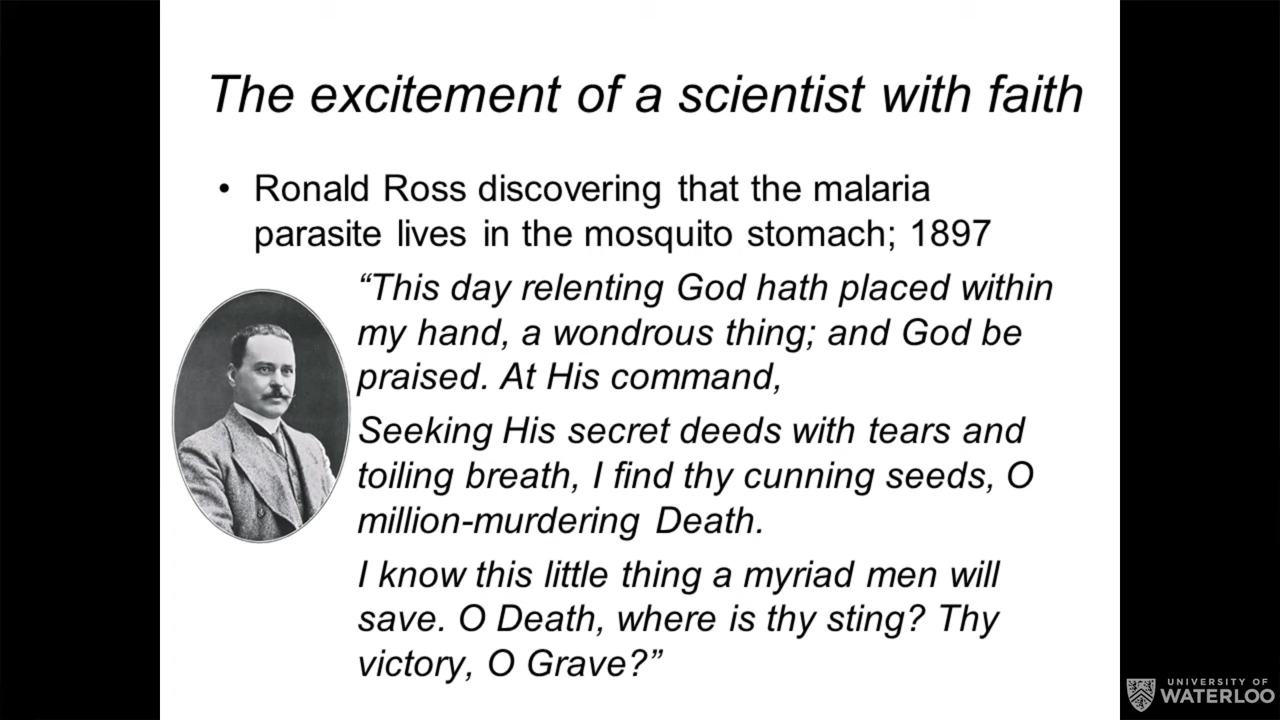 The excitement of a scientist with faith
• Ronald Ross discovering that the malaria
parasite lives in the mosquito stomach; 1897
“This day relenting God hath placed within
my hand, a wondrous thing; and God be
praised. At His command,
Seeking His secret deeds with tears and
toiling breath, I find thy cunning seeds, O
million-murdering Death.
I know this little thing a myriad men will
save. O Death, where is thy sting? Thy
victory, O Grave?”
UNIVERSITY OF
WATERLOO